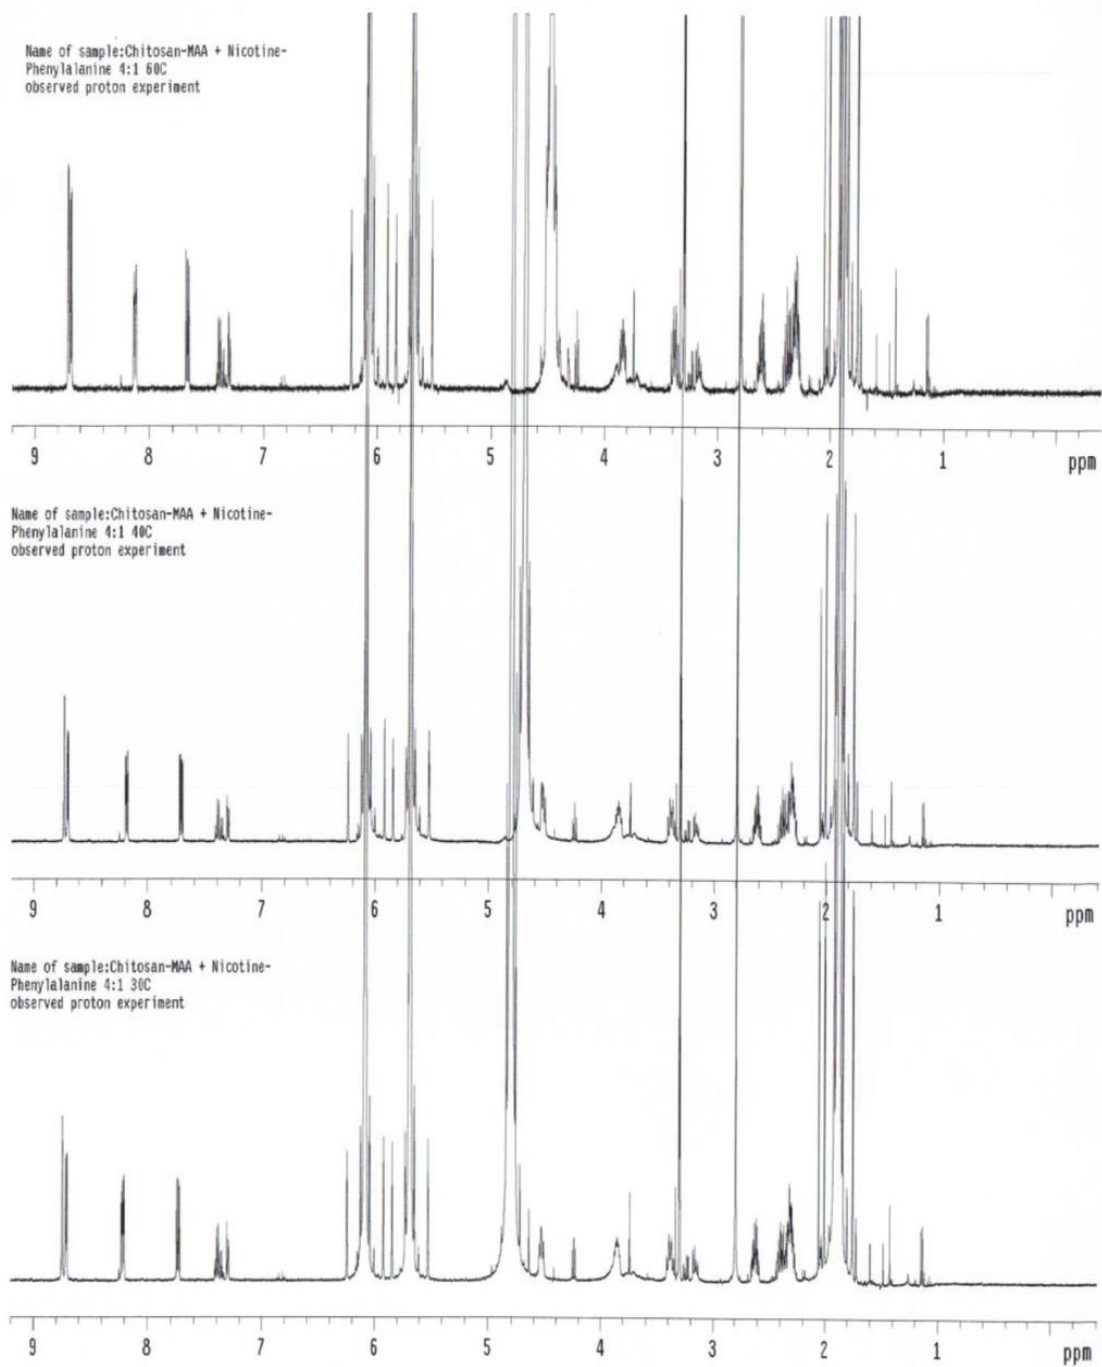 Name of sample:Chitosan-MAA + Nicotine-
Phenylalanine 4:1 60C
observed proton experiment
9 8 7 6 5 4 3 2 1 ppm
Name of sample:Chitosan-MAA + Nicotine-
Phenylalanine 4:1 40C
observed proton experiment
9 8 7 6 5 4 3 2 1 ppm
Name of sample:Chitosan-MAA + Nicotine-
Phenylalanine 4:1 30C
observed proton experiment
9 8 7 6 5 4 3 2 1 ppm